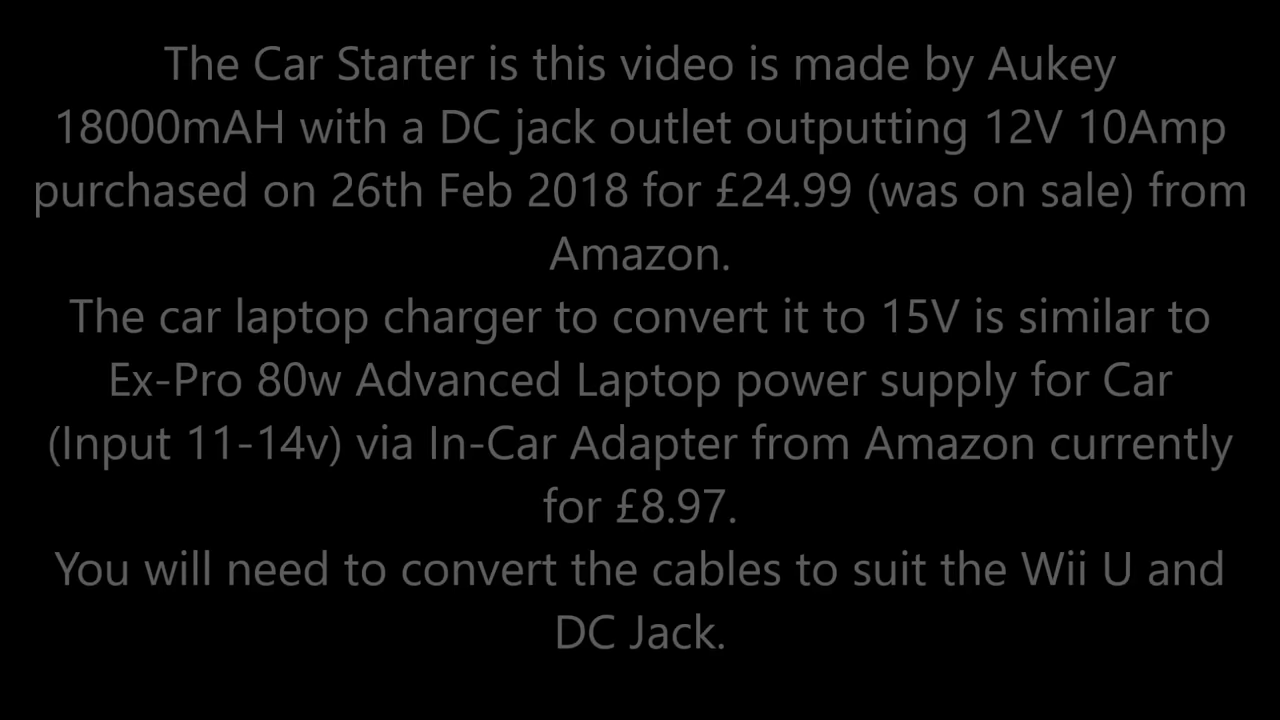 The Car Starter is this video is made by Aukey
18000mAH with a DC jack outlet outputting 12V 10Amp
purchased on 26th Feb 2018 for £24.99 (was on sale) from
Amazon.
The car laptop charger to convert it to 15V is similar to
Ex-Pro 80w Advanced Laptop power supply for Car
(Input 11-14v) via In-Car Adapter from Amazon currently
for £8.97.
You will need to convert the cables to suit the Wii U and
DC Jack.